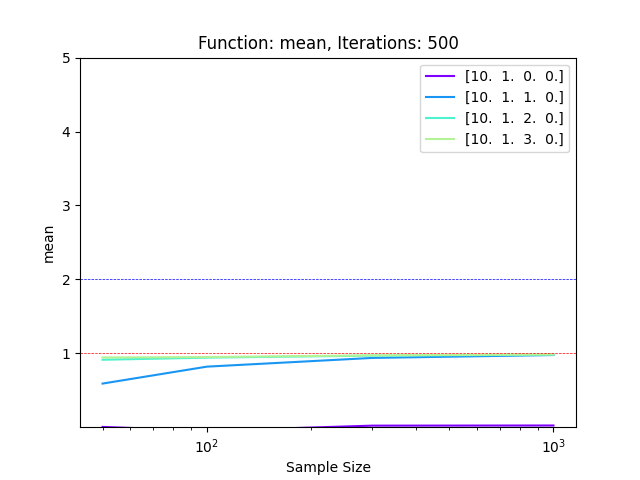 Function: mean, Iterations: 500
[10. 1. 0. 0.]
[10. 1. 1. 0.]
[10. 1. 2. 0.]
[10. 1. 3. 0.]
5
4
3
2
1
mean
10²
10³
Sample Size